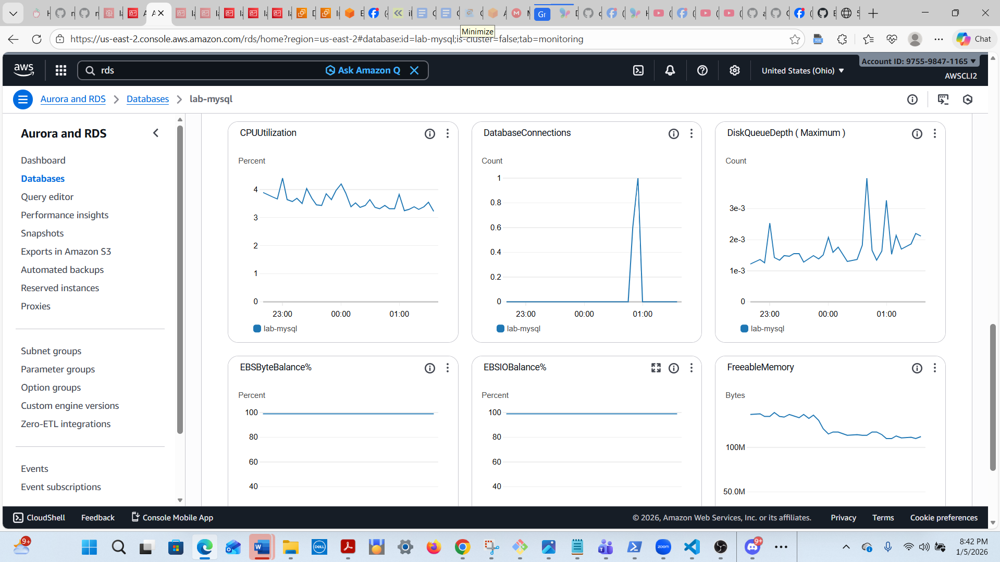 Minimize
https://us-east-2.console.aws.amazon.com/rds/home?region=us-east-2#database:id=lab-mysql;is-cluster=false;tab=monitoring
Chat
aws
rds
Ask Amazon Q
United States (Ohio)
Account ID: 9755-9847-1165
AWSCLI2
Aurora and RDS
Databases
lab-mysql
Aurora and RDS
Dashboard
Databases
Query editor
Performance insights
Snapshots
Exports in Amazon S3
Automated backups
Reserved instances
Proxies
Subnet groups
Parameter groups
Option groups
Custom engine versions
Zero-ETL integrations
Events
Event subscriptions
CPUUtilization
Percent
4
3
2
1
0
23:00 00:00 01:00
lab-mysql
DatabaseConnections
Count
1
0.8
0.6
0.4
0.2
0
23:00 00:00 01:00
lab-mysql
DiskQueueDepth ( Maximum )
Count
3e-3
2e-3
1e-3
0
23:00 00:00 01:00
lab-mysql
EBSByteBalance%
Percent
100
80
60
40
EBSIOBalance%
Percent
100
80
60
40
FreeableMemory
Bytes
100M
50.0M
CloudShell
Feedback
Console Mobile App
© 2026, Amazon Web Services, Inc. or its affiliates.
Privacy
Terms
Cookie preferences
9+
DELL
zoom
9+
8:42 PM
1/5/2026